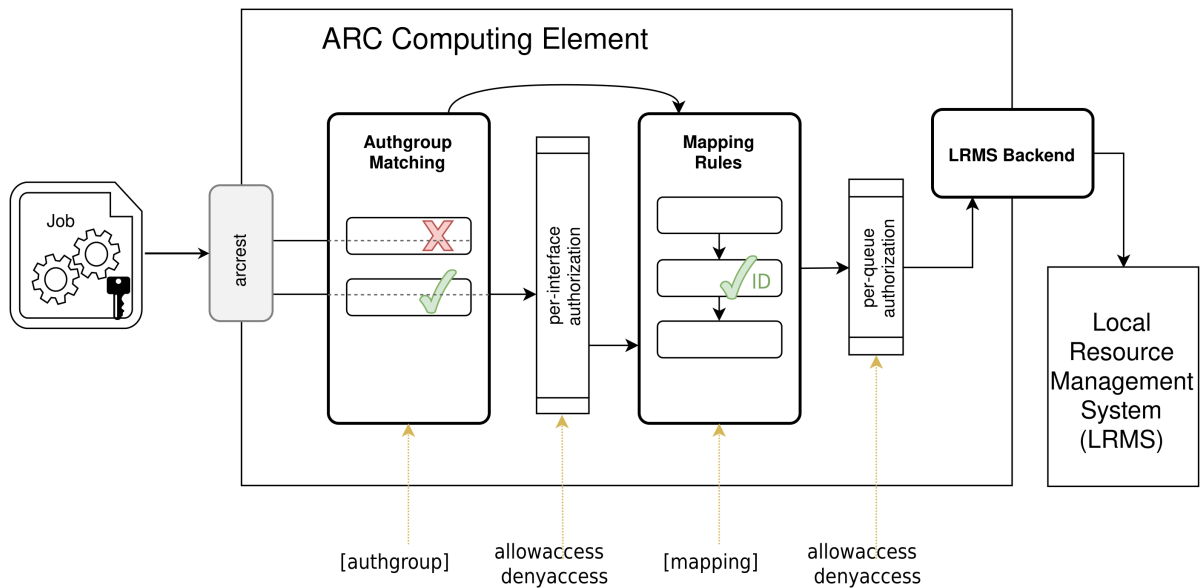 ARC Computing Element
Job
arcrest
Authgroup
Matching
X
per-interface
authorization
Mapping
Rules
ID
per-queue
authorization
LRMS Backend
Local
Resource
Management
System
(LRMS)
[authgroup]
allowaccess
denyaccess
[mapping]
allowaccess
denyaccess